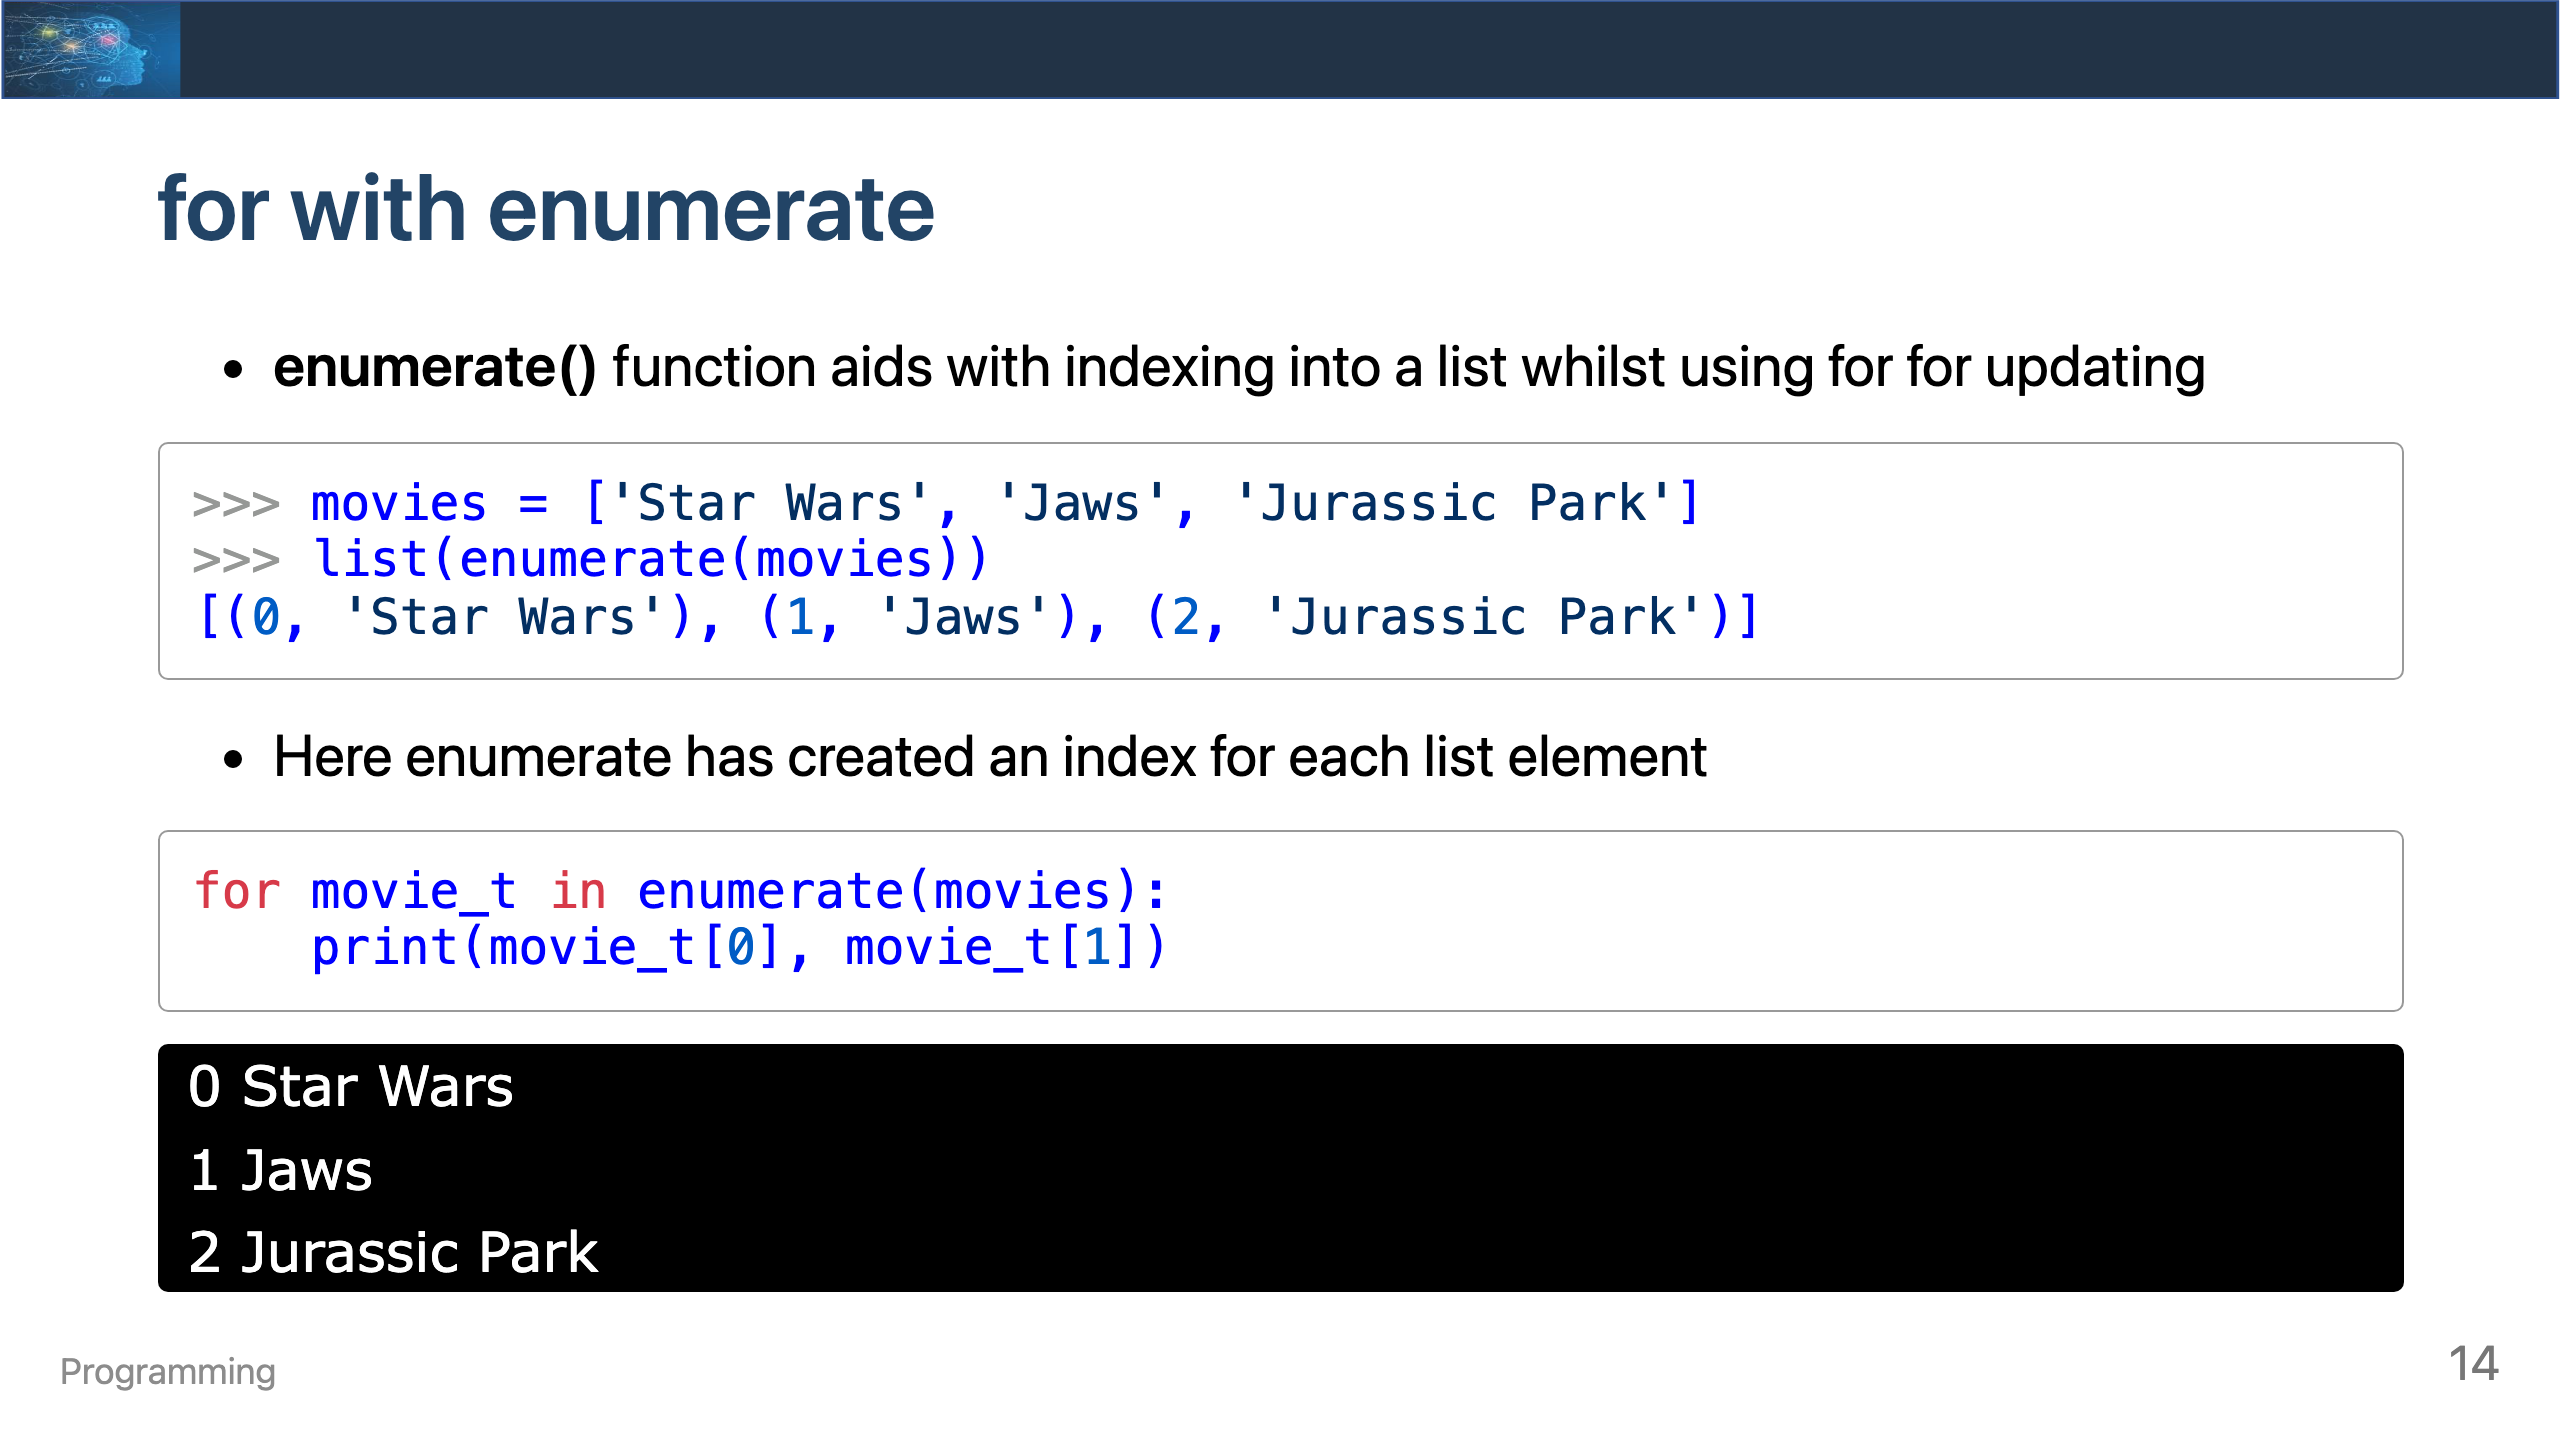 for with enumerate
• enumerate() function aids with indexing into a list whilst using for for updating
>>> movies = ['Star Wars', 'Jaws', 'Jurassic Park']
>>> list(enumerate(movies))
[(0, 'Star Wars'), (1, 'Jaws'), (2, 'Jurassic Park')]
• Here enumerate has created an index for each list element
for movie_t in enumerate(movies):
    print(movie_t[0], movie_t[1])
0 Star Wars
1 Jaws
2 Jurassic Park
Programming
14